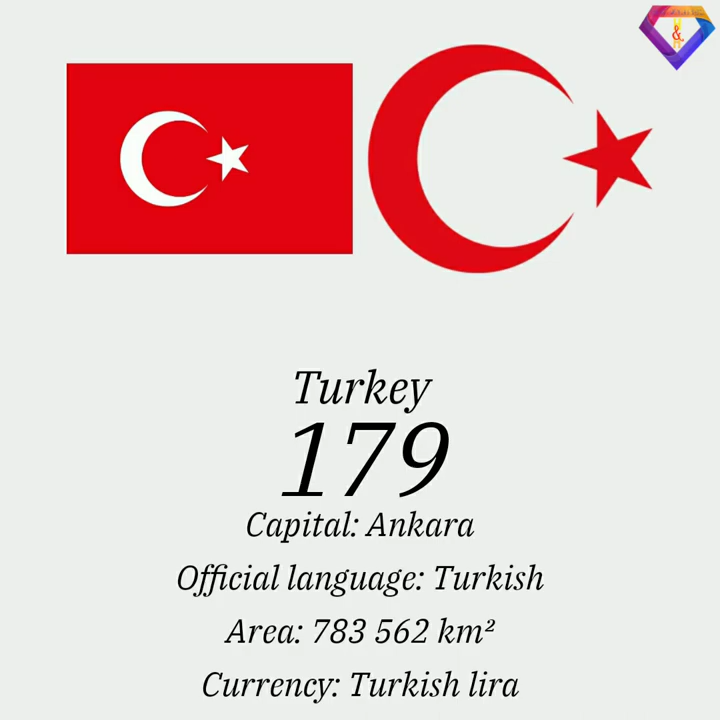 Turkey
179
Capital: Ankara
Official language: Turkish
Area: 783 562 km²
Currency: Turkish lira